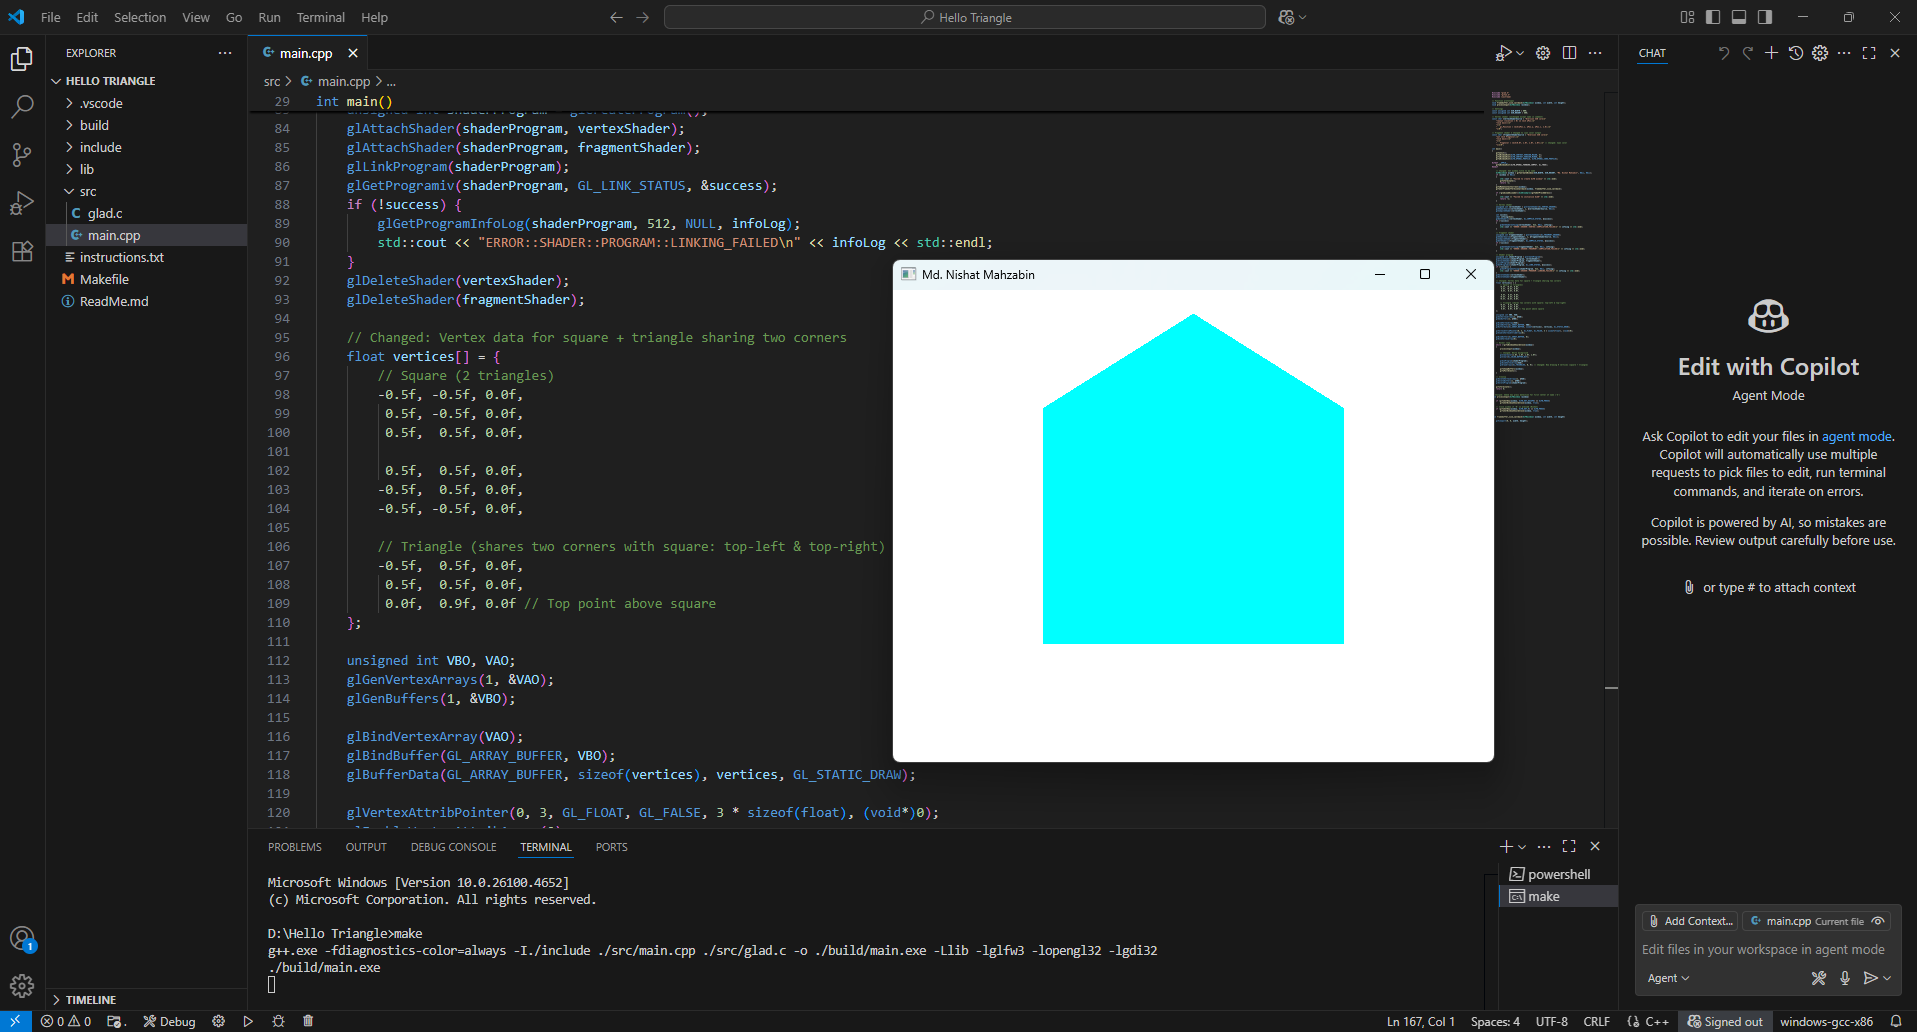 File Edit Selection View Go Run Terminal Help
Hello Triangle
EXPLORER
HELLO TRIANGLE
.vscode
build
include
lib
src
glad.c
main.cpp
instructions.txt
Makefile
ReadMe.md
TIMELINE
main.cpp
src > main.cpp > ...
29 int main()
84 glAttachShader(shaderProgram, vertexShader);
85 glAttachShader(shaderProgram, fragmentShader);
86 glLinkProgram(shaderProgram);
87 glGetProgramiv(shaderProgram, GL_LINK_STATUS, &success);
88 if (!success) {
89 glGetProgramInfoLog(shaderProgram, 512, NULL, infoLog);
90 std::cout << "ERROR::SHADER::PROGRAM::LINKING_FAILED\n" << infoLog << std::endl;
91 }
92 glDeleteShader(vertexShader);
93 glDeleteShader(fragmentShader);
94
95 // Changed: Vertex data for square + triangle sharing two corners
96 float vertices[] = {
97 // Square (2 triangles)
98 -0.5f, -0.5f, 0.0f,
99 0.5f, -0.5f, 0.0f,
100 0.5f, 0.5f, 0.0f,
101
102 0.5f, 0.5f, 0.0f,
103 -0.5f, 0.5f, 0.0f,
104 -0.5f, -0.5f, 0.0f,
105
106 // Triangle (shares two corners with square: top-left & top-right)
107 -0.5f, 0.5f, 0.0f,
108 0.5f, 0.5f, 0.0f,
109 0.0f, 0.9f, 0.0f // Top point above square
110 };
111
112 unsigned int VBO, VAO;
113 glGenVertexArrays(1, &VAO);
114 glGenBuffers(1, &VBO);
115
116 glBindVertexArray(VAO);
117 glBindBuffer(GL_ARRAY_BUFFER, VBO);
118 glBufferData(GL_ARRAY_BUFFER, sizeof(vertices), vertices, GL_STATIC_DRAW);
119
120 glVertexAttribPointer(0, 3, GL_FLOAT, GL_FALSE, 3 * sizeof(float), (void*)0);
Md. Nishat Mahzabin
PROBLEMS OUTPUT DEBUG CONSOLE TERMINAL PORTS
Microsoft Windows [Version 10.0.26100.4652]
(c) Microsoft Corporation. All rights reserved.
D:\Hello Triangle>make
g++.exe -fdiagnostics-color=always -I./include ./src/main.cpp ./src/glad.c -o ./build/main.exe -Llib -lglfw3 -lopengl32 -lgdi32
./build/main.exe
powershell
make
CHAT
Edit with Copilot
Agent Mode
Ask Copilot to edit your files in agent mode.
Copilot will automatically use multiple
requests to pick files to edit, run terminal
commands, and iterate on errors.
Copilot is powered by AI, so mistakes are
possible. Review output carefully before use.
or type # to attach context
Add Context... main.cpp Current file
Edit files in your workspace in agent mode
Agent
1
0 0 Debug Ln 167, Col 1 Spaces: 4 UTF-8 CRLF C++ Signed out windows-gcc-x86